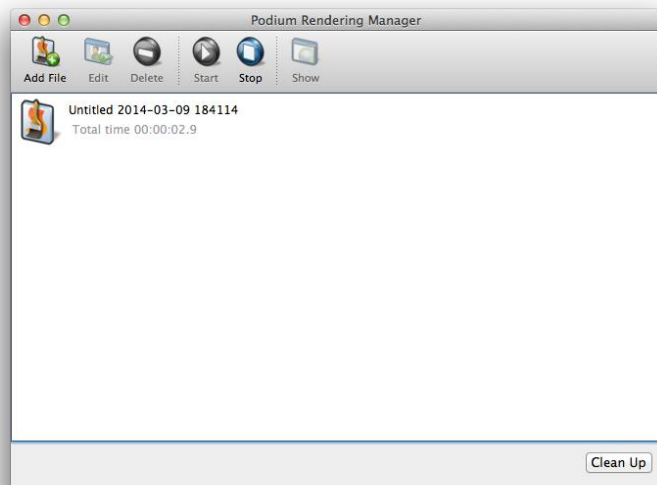 Podium Rendering Manager
Add File Edit Delete Start Stop Show
Untitled 2014-03-09 184114
Total time 00:00:02.9
Clean Up